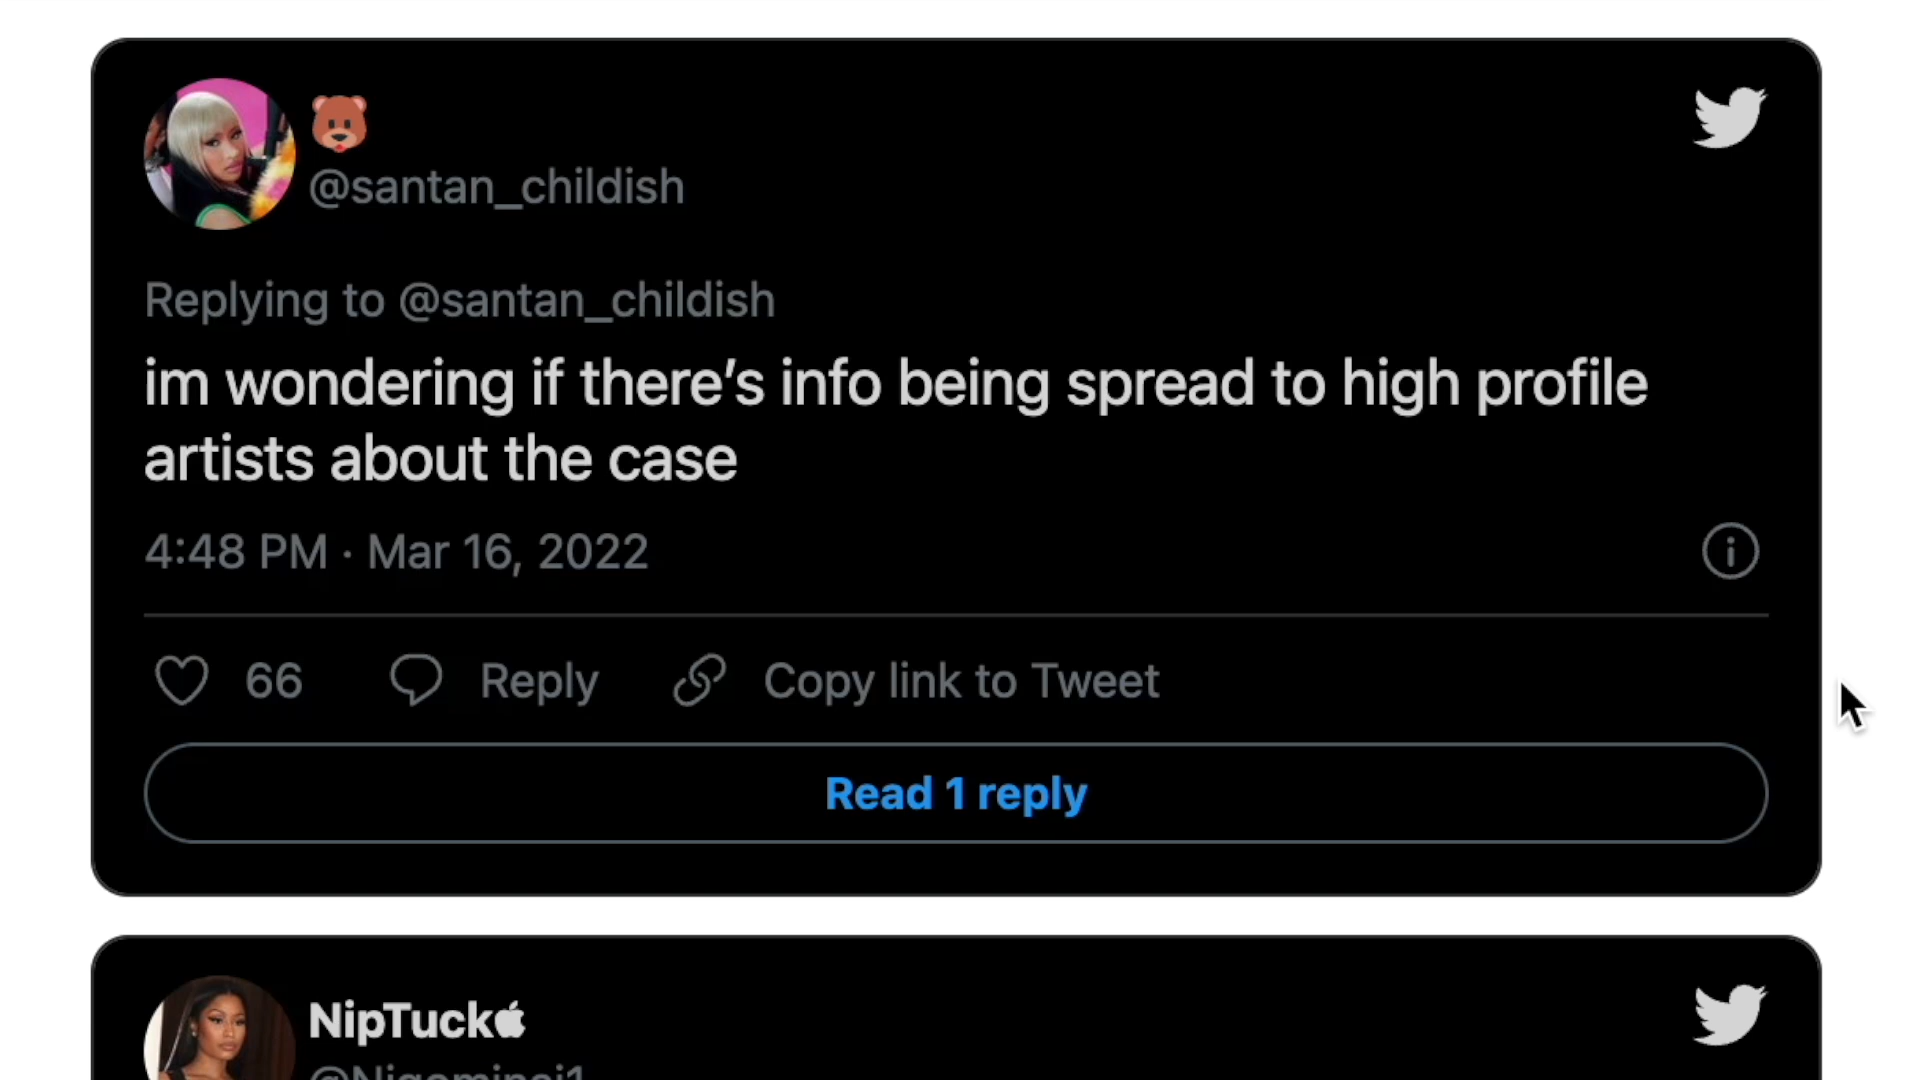 @santan_childish
Replying to @santan_childish
im wondering if there's info being spread to high profile
artists about the case
4:48 PM · Mar 16, 2022
66 Reply Copy link to Tweet
Read 1 reply
NipTuck